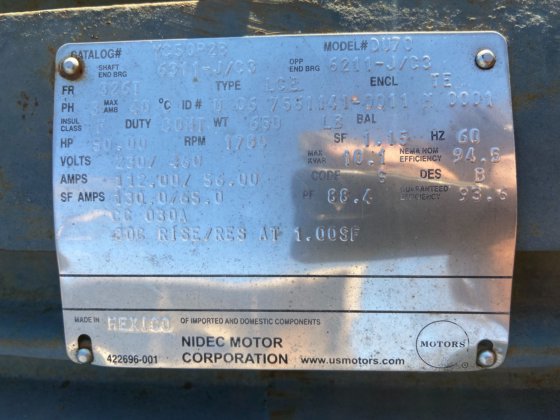 CATALOG# MODEL# DU70
SHAFT END BRG 6311-J/C3 OPP END BRG 6211-J/C3
FR 326T TYPE ENCL TE
PH MAX AMB 40 °C ID#
INSUL CLASS F DUTY CONT WT 650 LB BAL
HP 50.00 RPM SF 1.15 HZ 60
VOLTS 230/ 460 MAX KVAR 10.1 NEMA NOM EFFICIENCY 94.5
AMPS 112.00/ 56.00 CODE DES B
SF AMPS 130.0/65.0 PF 88.4 GUARANTEED EFFICIENCY 93.6
CC 030A
80C RISE/RES AT 1.00SF
MADE IN MEXICO OF IMPORTED AND DOMESTIC COMPONENTS
NIDEC MOTOR
CORPORATION
422696-001 www.usmotors.com MOTORS